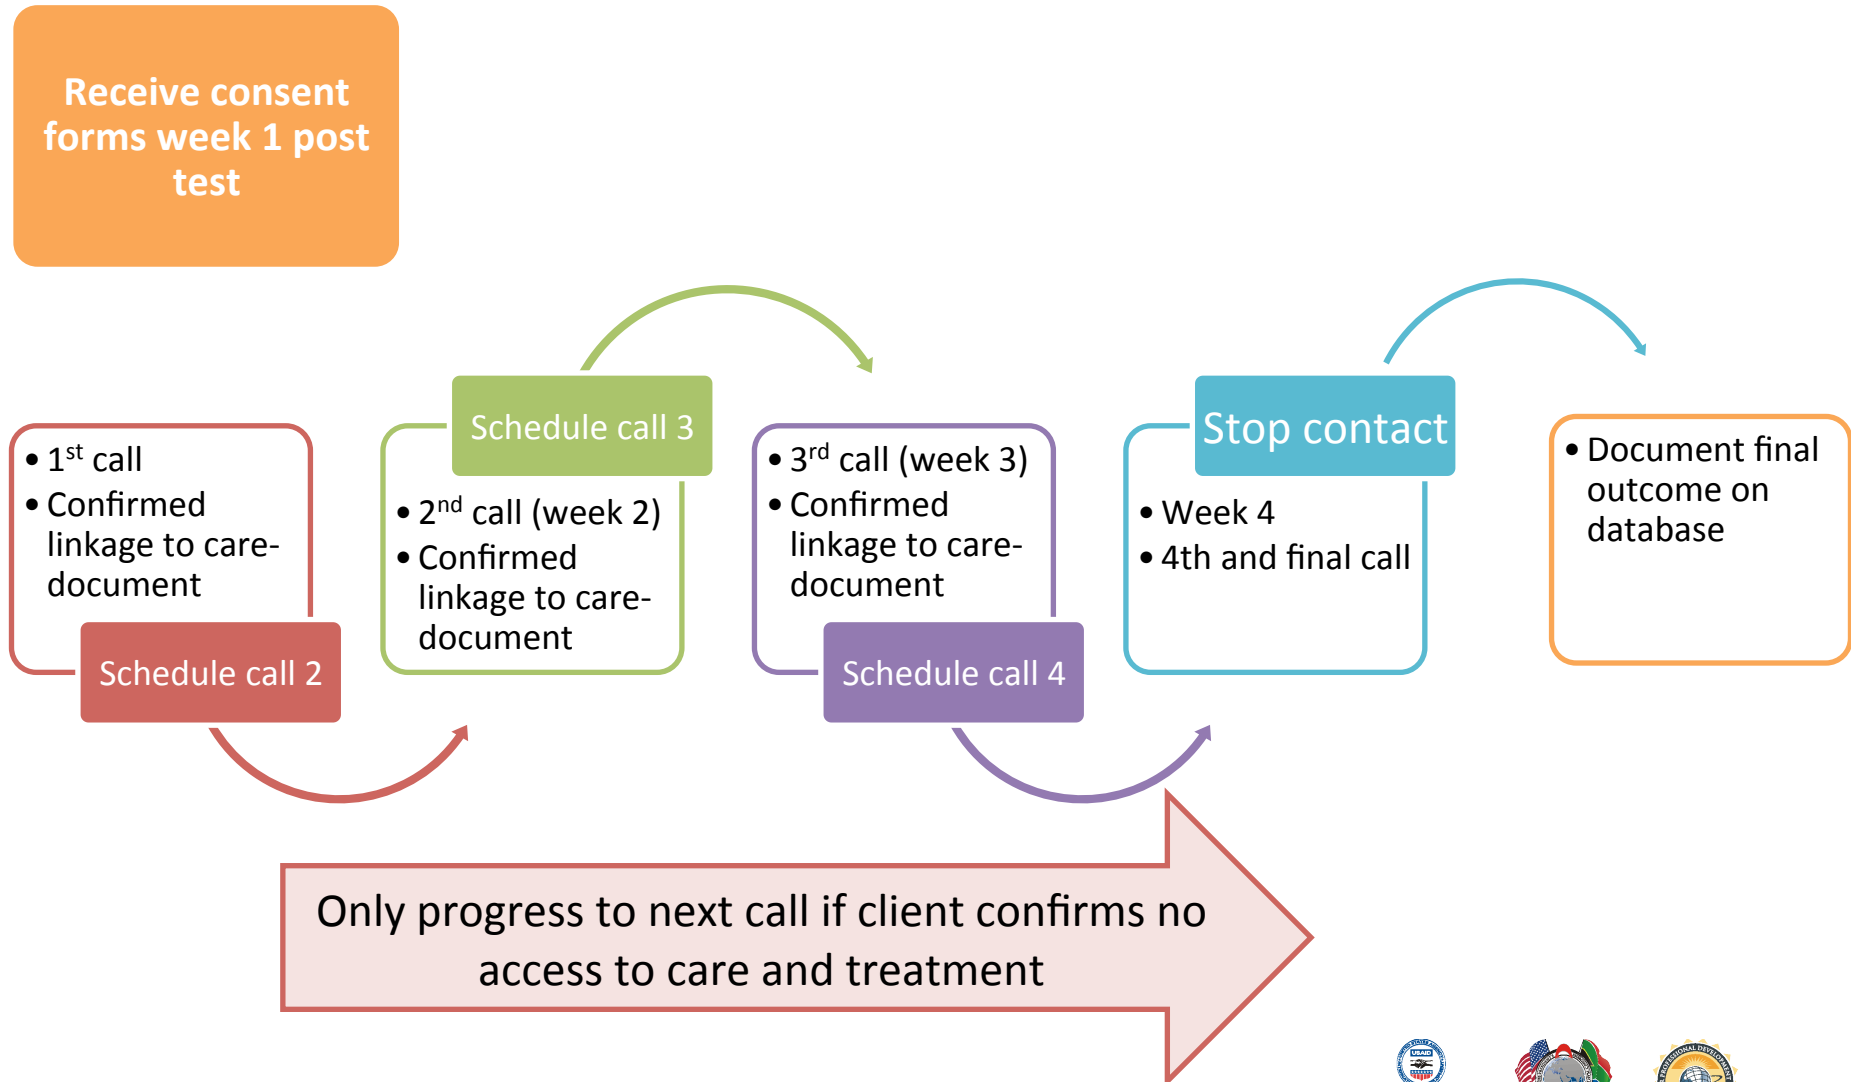 Receive consent
forms week 1 post
test
• 1st call
• Confirmed
linkage to care-
document
Schedule call 2
Schedule call 3
• 2nd call (week 2)
• Confirmed
linkage to care-
document
• 3rd call (week 3)
• Confirmed
linkage to care-
document
Schedule call 4
Stop contact
• Week 4
• 4th and final call
• Document final
outcome on
database
Only progress to next call if client confirms no
access to care and treatment
USAID
PROFESSIONAL DEVELOPMENT